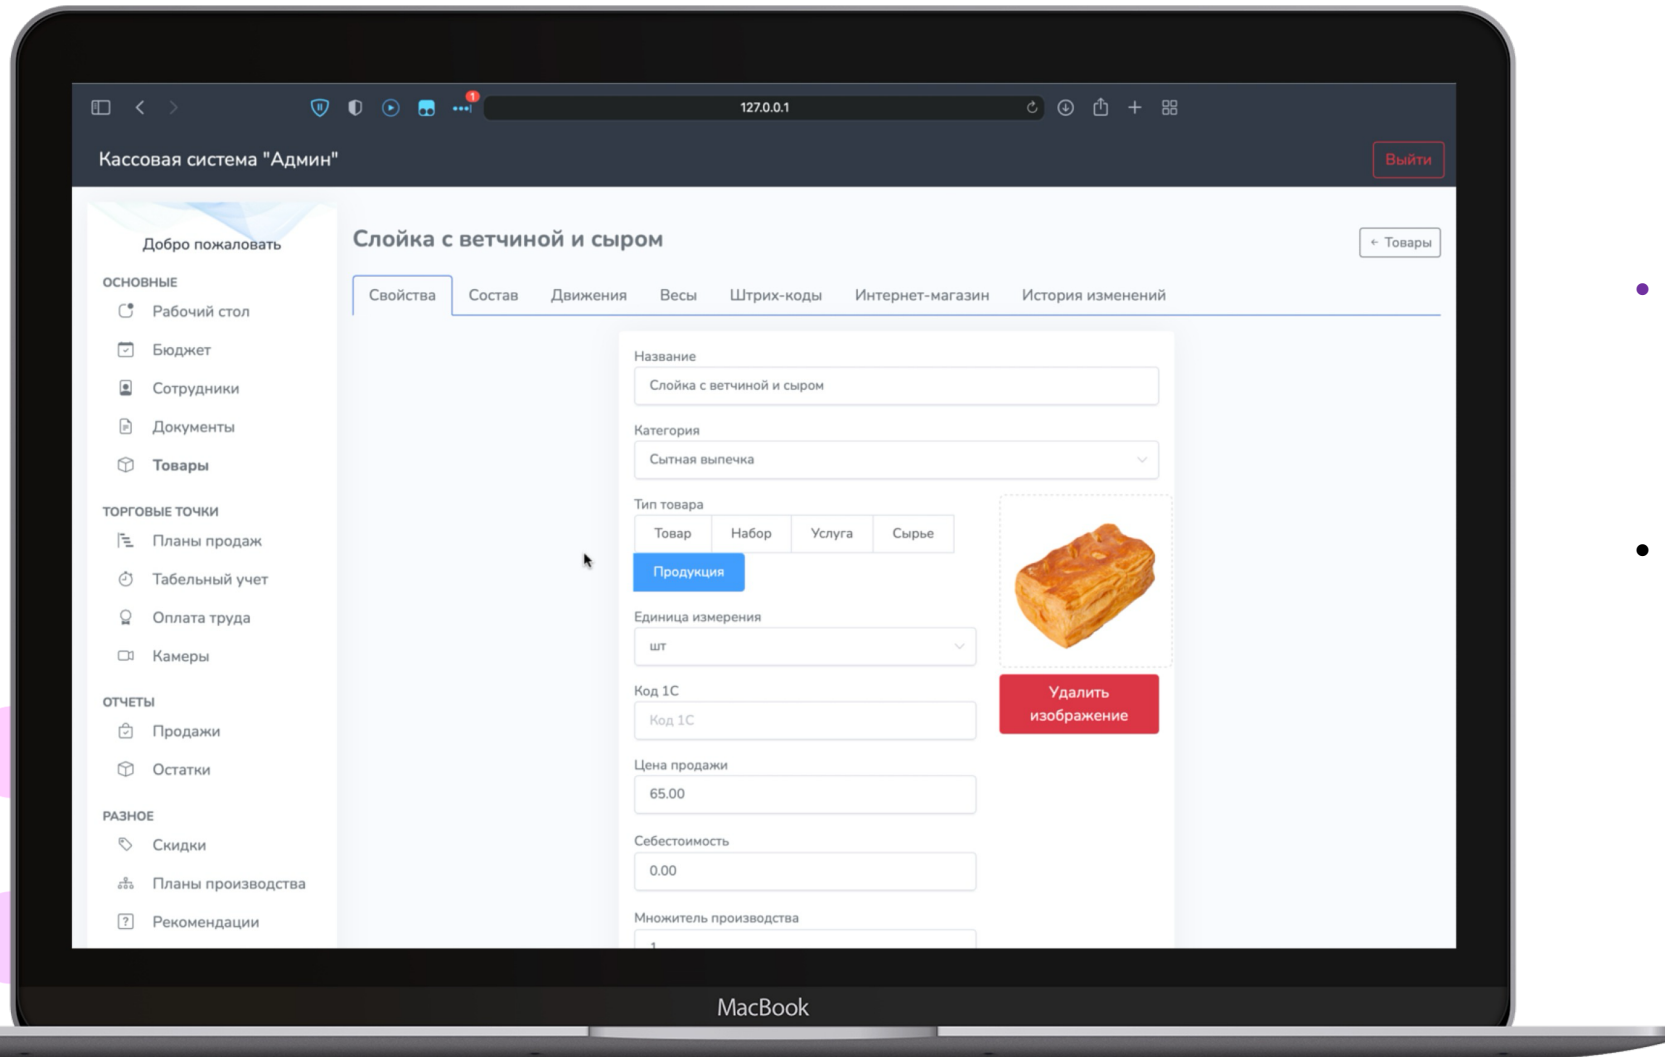 1
127.0.0.1
Кассовая система "Админ"
Выйти
Добро пожаловать
ОСНОВНЫЕ
Рабочий стол
Бюджет
Сотрудники
Документы
Товары
ТОРГОВЫЕ ТОЧКИ
Планы продаж
Табельный учет
Оплата труда
Камеры
ОТЧЕТЫ
Продажи
Остатки
РАЗНОЕ
Скидки
Планы производства
Рекомендации
Слойка с ветчиной и сыром
← Товары
Свойства Состав Движения Весы Штрих-коды Интернет-магазин История изменений
Название
Слойка с ветчиной и сыром
Категория
Сытная выпечка
Тип товара
Товар Набор Услуга Сырье
Продукция
Единица измерения
шт
Код 1С
Код 1С
Удалить
изображение
Цена продажи
65.00
Себестоимость
0.00
Множитель производства
1
MacBook